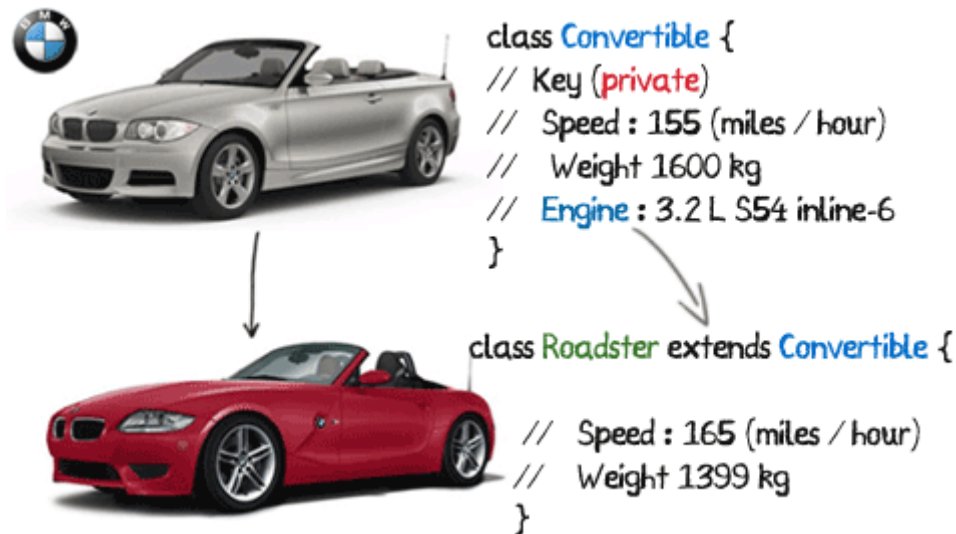 BMW
class Convertible {
// Key (private)
// Speed : 155 (miles / hour)
// Weight 1600 kg
// Engine : 3.2 L S54 inline-6
}
class Roadster extends Convertible {
// Speed : 165 (miles / hour)
// Weight 1399 kg
}